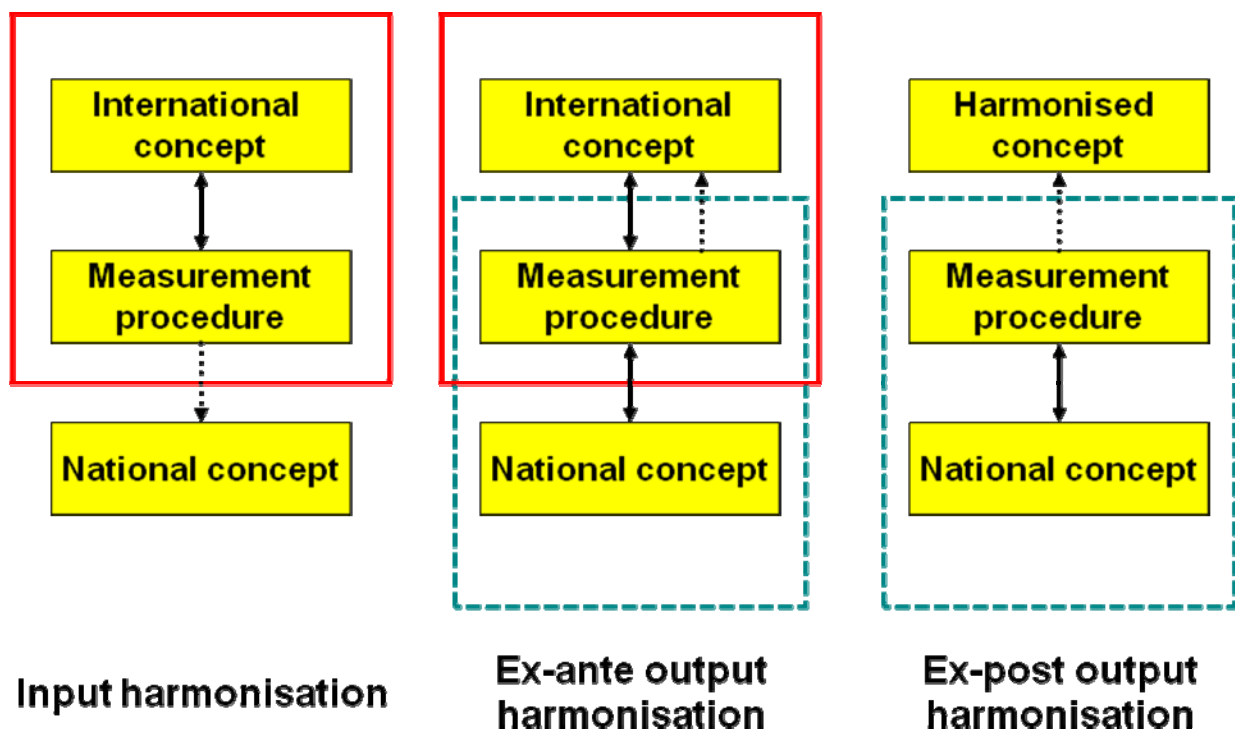 International
concept
Measurement
procedure
National concept
Input harmonisation
International
concept
Measurement
procedure
National concept
Ex-ante output
harmonisation
Harmonised
concept
Measurement
procedure
National concept
Ex-post output
harmonisation